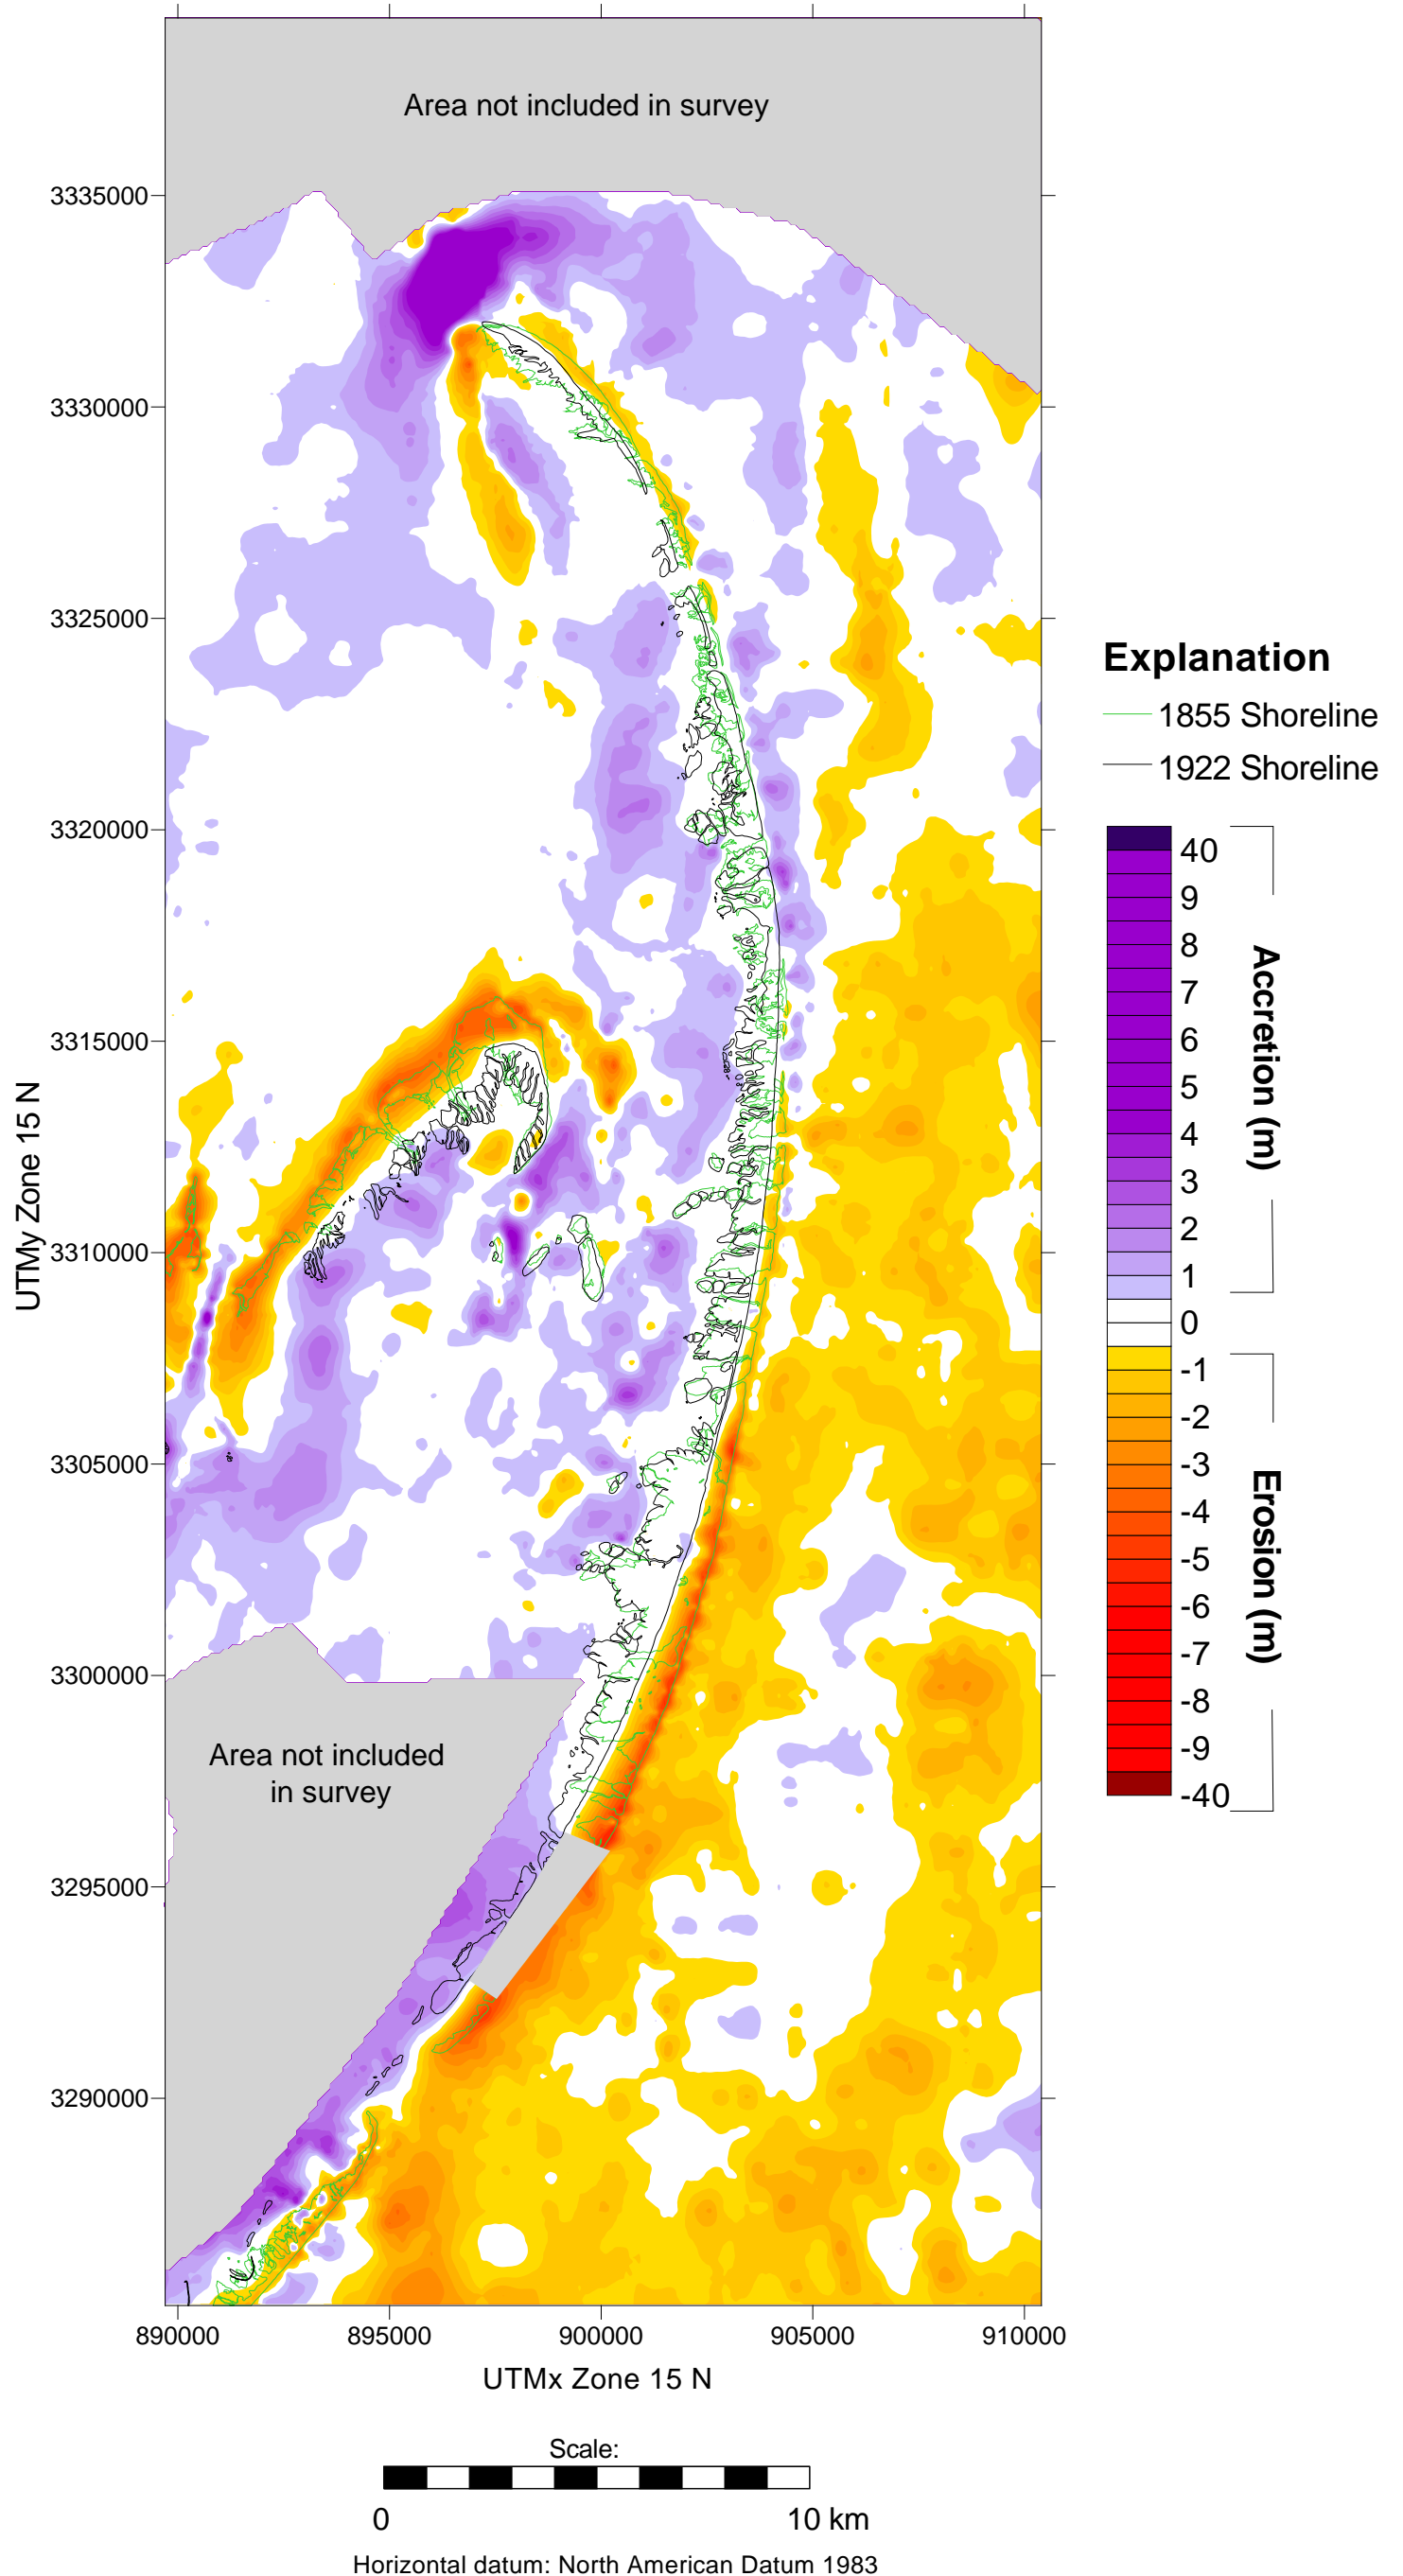 Area not included in survey
3335000
3330000
3325000
3320000
3315000
3310000
3305000
3300000
3295000
3290000
UTMy Zone 15 N
Area not included
in survey
890000
895000
900000
905000
910000
UTMx Zone 15 N
Scale:
0
10 km
Horizontal datum: North American Datum 1983
Explanation
1855 Shoreline
1922 Shoreline
40
9
8
7
6
5
4
3
2
1
0
-1
-2
-3
-4
-5
-6
-7
-8
-9
-40
Accretion (m)
Erosion (m)